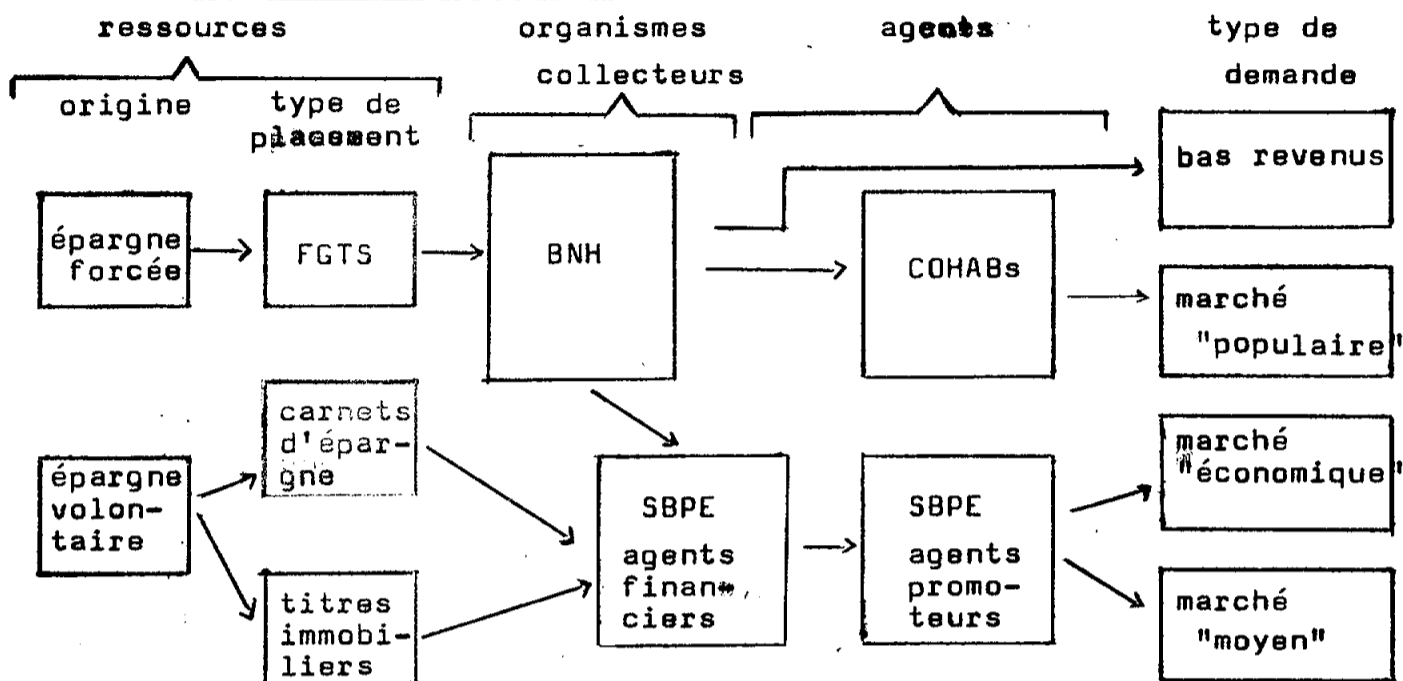 ressources
organismes
collecteurs
agents
type de
demande
origine
type de
placement
épargne
forcée
FGTS
BNH
COHABs
bas revenus
marché
"populaire"
épargne
volon-
taire
carnets
d'épar-
gne
titres
immobi-
liers
SBPE
agents
finan-
ciers
SBPE
agents
promo-
teurs
marché
"économique"
marché
"moyen"